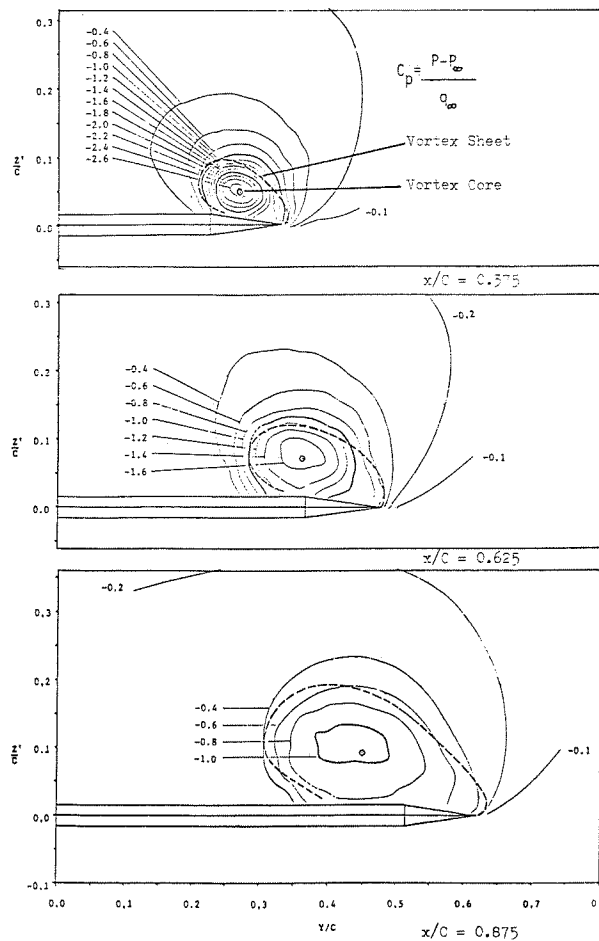 0.3
-0.4
-0.6
-0.8
-1.0
-1.2
-1.4
-1.6
-1.8
-2.0
-2.2
-2.4
-2.6
0.2
0.1
0.0
Z'
C
Cp = P-P∞
q∞
Vortex Sheet
Vortex Core
-0.1
x/C = 0.375
0.3
0.2
0.1
0.0
Z'
C
-0.2
-0.4
-0.6
-0.8
-1.0
-1.2
-1.4
-1.6
-0.1
x/C = 0.625
0.3
0.2
0.1
0.0
-0.1
Z'
C
-0.2
-0.4
-0.6
-0.8
-1.0
-0.1
0.0 0.1 0.2 0.3 0.4 0.5 0.6 0.7 0
Y/C
x/C = 0.875